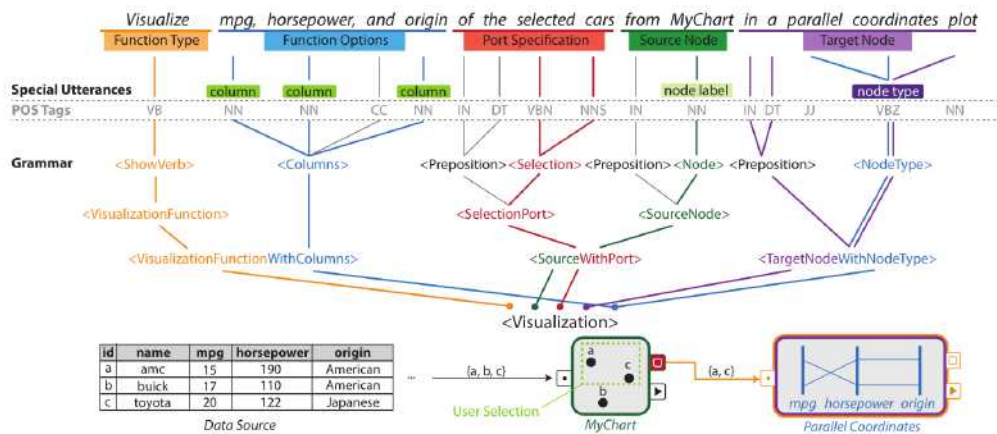 Visualize mpg, horsepower, and origin of the selected cars from MyChart in a parallel coordinates plot
Function Type Function Options Port Specification Source Node Target Node
Special Utterances column column column node label node type
POS Tags VB NN NN CC NN IN DT VBN NNS IN NN IN DT JJ VBZ NN
Grammar <ShowVerb> <Columns> <Preposition> <Selection> <Preposition> <Node> <Preposition> <NodeType>
<VisualizationFunction> <SelectionPort> <SourceNode>
<VisualizationFunctionWithColumns> <SourceWithPort> <TargetNodeWithNodeType>
<Visualization>
id name mpg horsepower origin
a amc 15 190 American
b buick 17 110 American
c toyota 20 122 Japanese
Data Source
... {a, b, c}
a
c
b
User Selection
MyChart
{a, c}
mpg horsepower origin
Parallel Coordinates